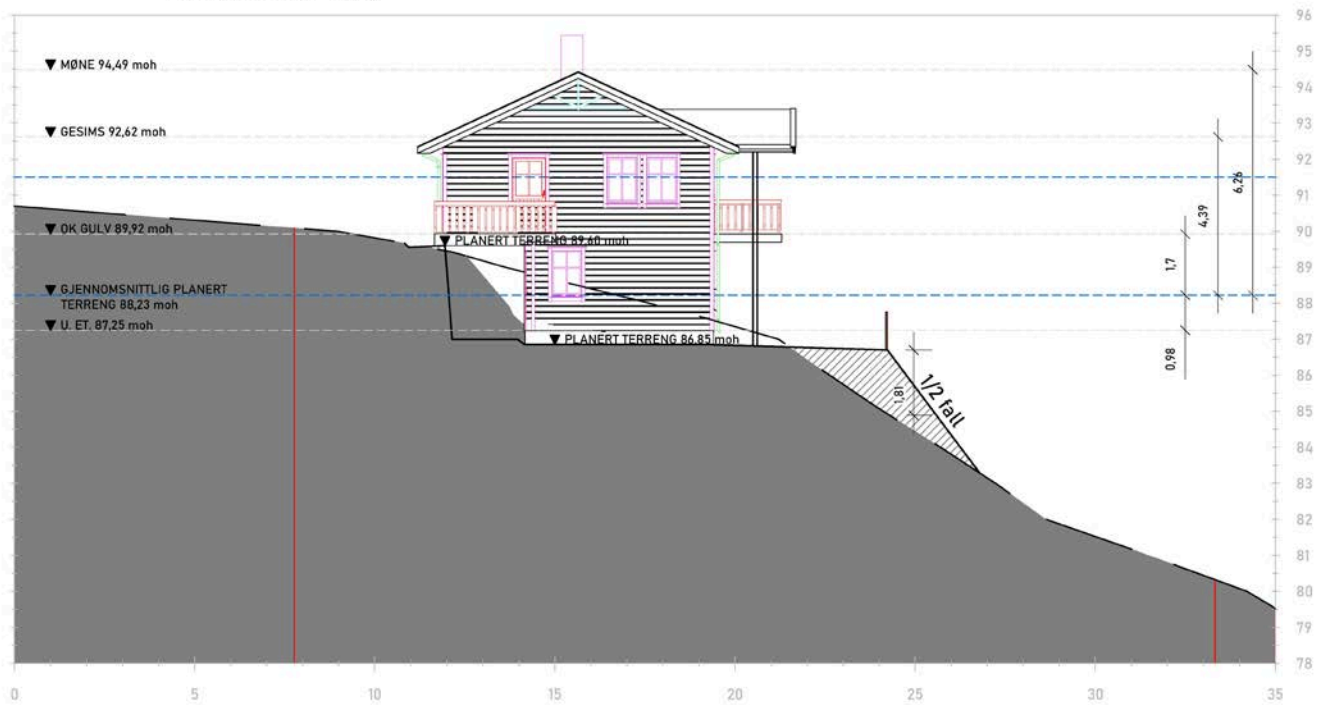 ▼ MØNE 94,49 moh
▼ GESIMS 92,62 moh
▼ OK GULV 89,92 moh
▼ PLANERT TERRENG 89,60 moh
▼ GJENNOMSNITTLIG PLANERT
TERRENG 88,23 moh
▼ U. ET. 87,25 moh
▼ PLANERT TERRENG 86,85 moh
1,81
1/2 fall
1,7
0,98
4,39
6,26
96
95
94
93
92
91
90
89
88
87
86
85
84
83
82
81
80
79
78
0 5 10 15 20 25 30 35